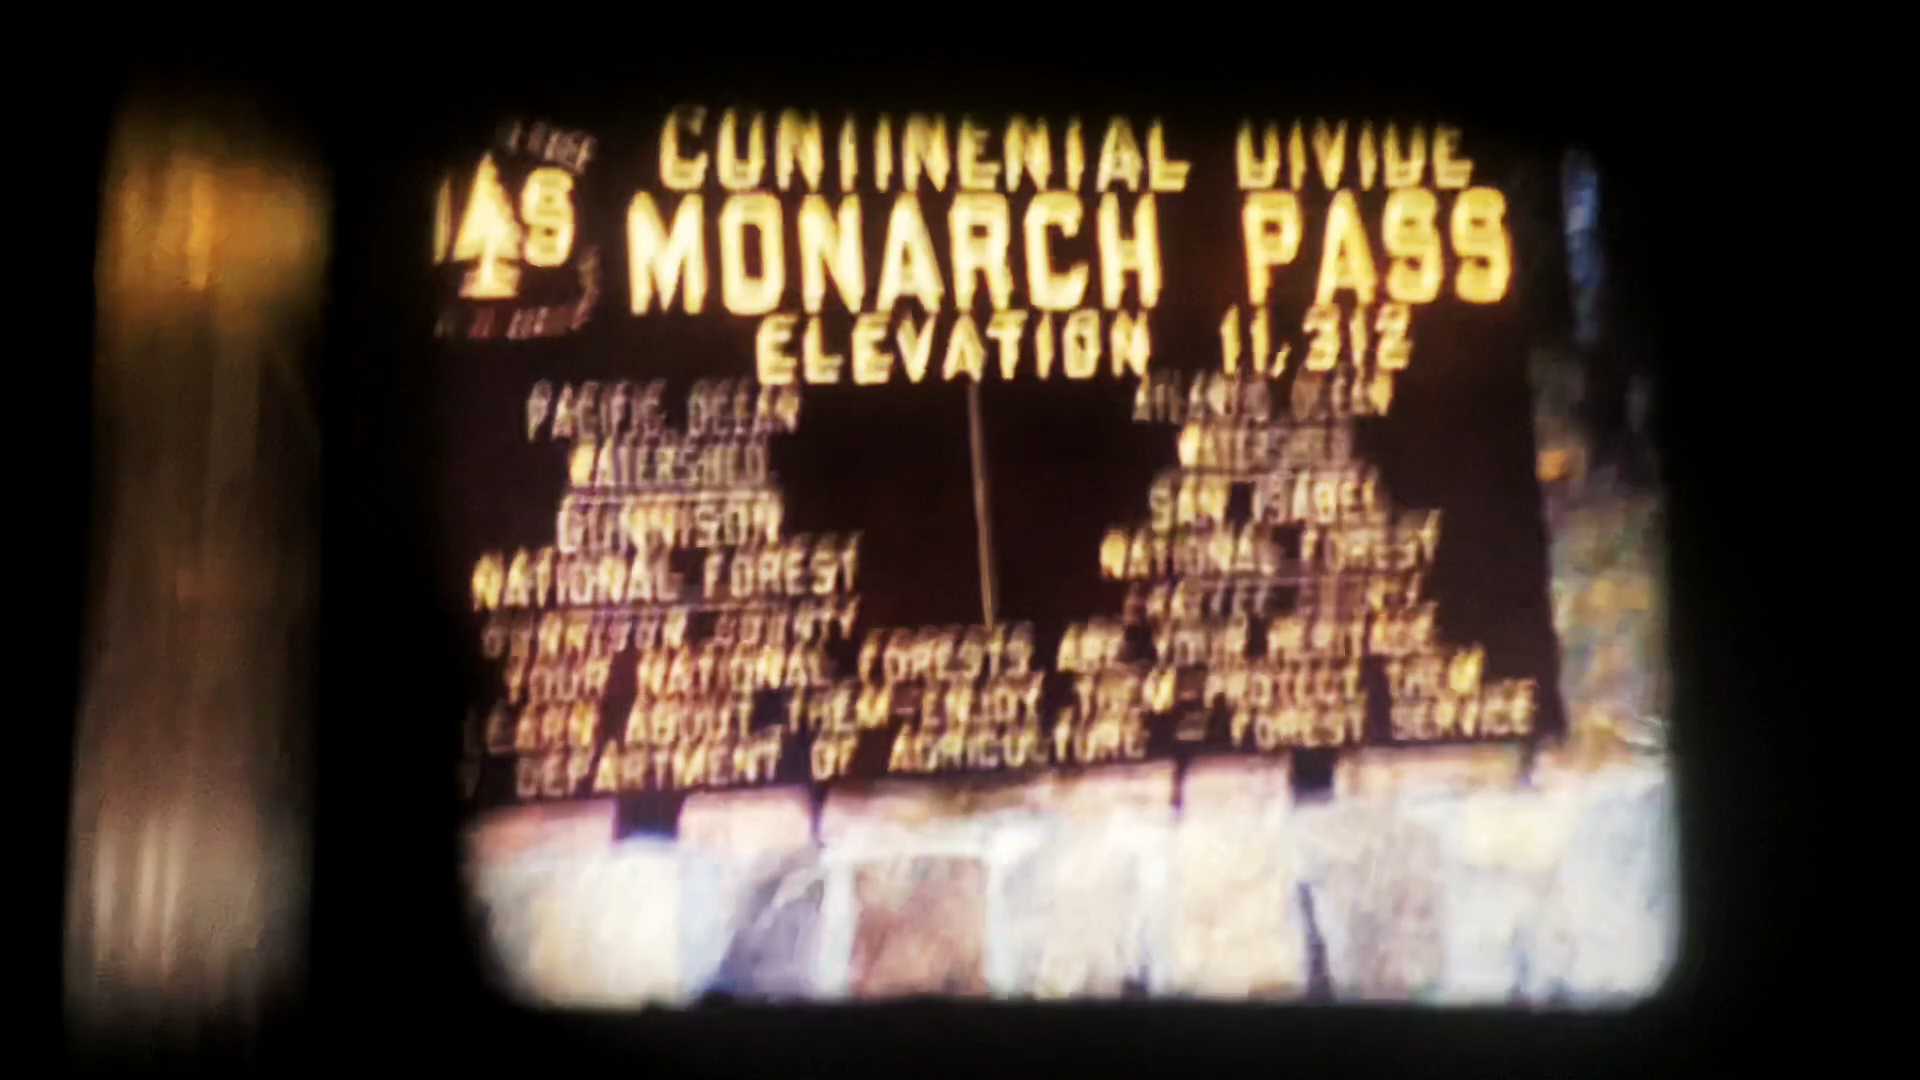 S
CONTINENTAL DIVIDE
MONARCH PASS
ELEVATION 11,312
PACIFIC OCEAN
WATERSHED
GUNNISON
NATIONAL FOREST
GUNNISON COUNTY
ATLANTIC OCEAN
WATERSHED
SAN ISABEL
NATIONAL FOREST
YOUR NATIONAL FORESTS ARE YOUR HERITAGE
LEARN ABOUT THEM-ENJOY THEM-PROTECT THEM
DEPARTMENT OF AGRICULTURE - FOREST SERVICE